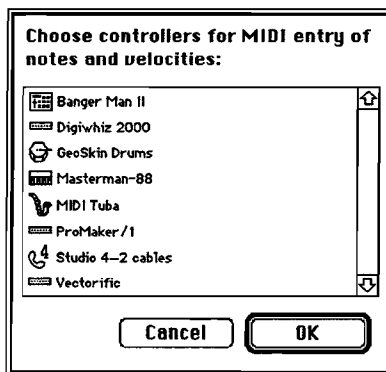 Choose controllers for MIDI entry of
notes and velocities:
Banger Man II
Digiwhiz 2000
GeoSkin Drums
Masterman-88
MIDI Tuba
ProMaker/1
4
Studio 4-2 cables
Vectorific
Cancel
OK